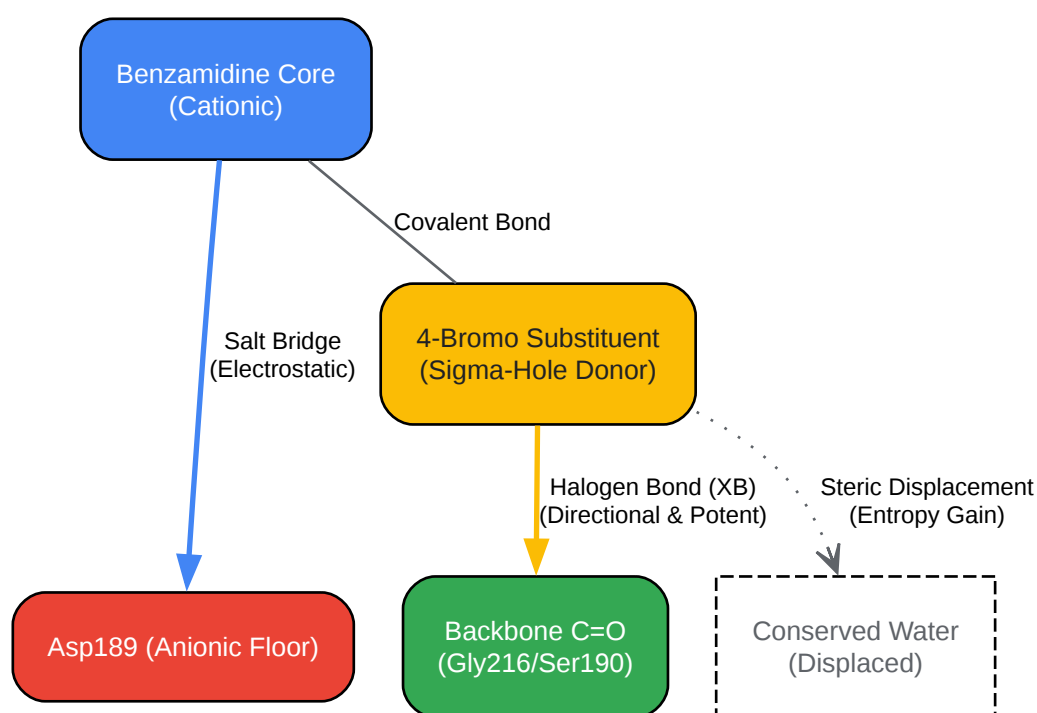 Benzamidine Core
(Cationic)
Covalent Bond
4-Bromo Substituent
(Sigma-Hole Donor)
Salt Bridge
(Electrostatic)
Halogen Bond (XB)
(Directional & Potent)
Steric Displacement
(Entropy Gain)
Asp189 (Anionic Floor)
Backbone C=O
(Gly216/Ser190)
Conserved Water
(Displaced)